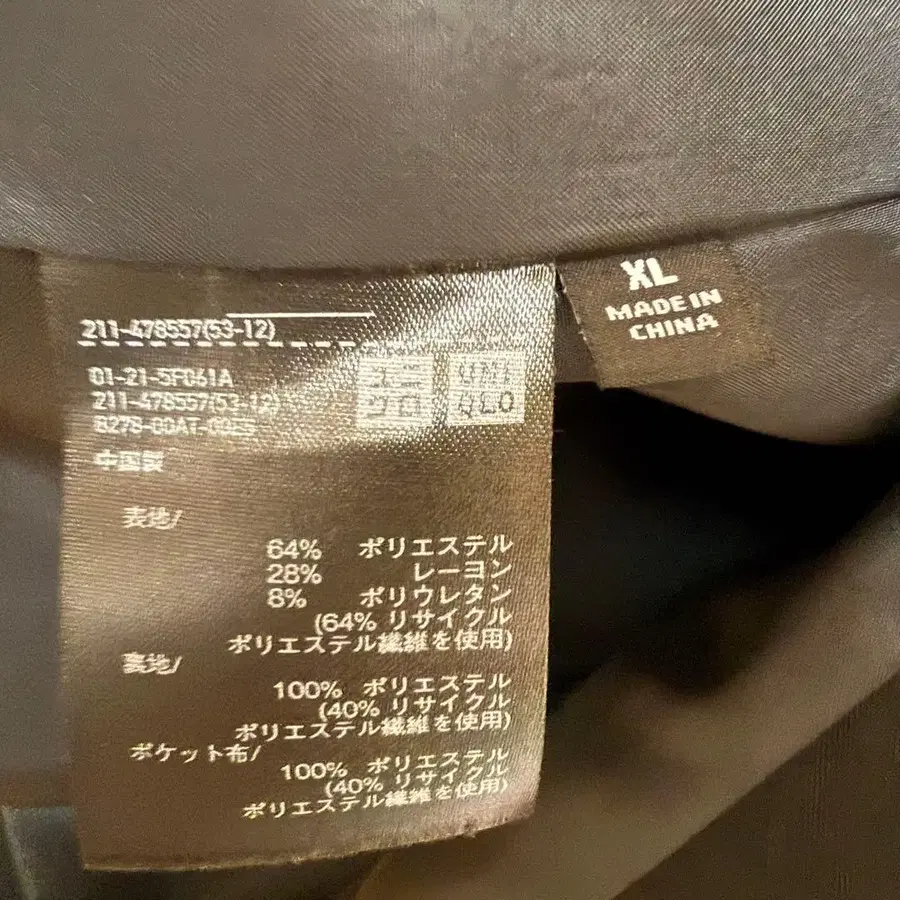 211-478557(53-12)
01-21-5F061A
211-478557(53-12)
ユニ
クロ
UNI
QLO
中国製
表地/
64% ポリエステル
28% レーヨン
8% ポリウレタン
(64% リサイクル
ポリエステル繊維を使用)
裏地/
100% ポリエステル
(40% リサイクル
ポリエステル繊維を使用)
ポケット布/
100% ポリエステル
(40% リサイクル
ポリエステル繊維を使用)
XL
MADE IN
CHINA